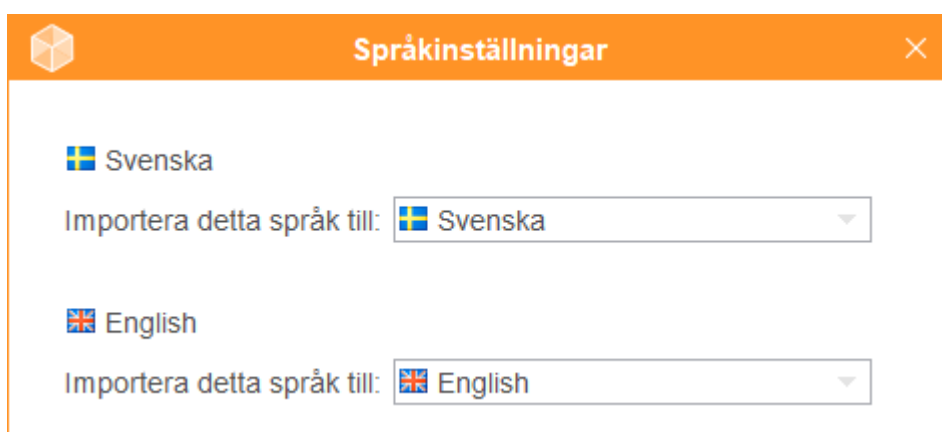 Språkinställningar
Svenska
Importera detta språk till: Svenska
English
Importera detta språk till: English